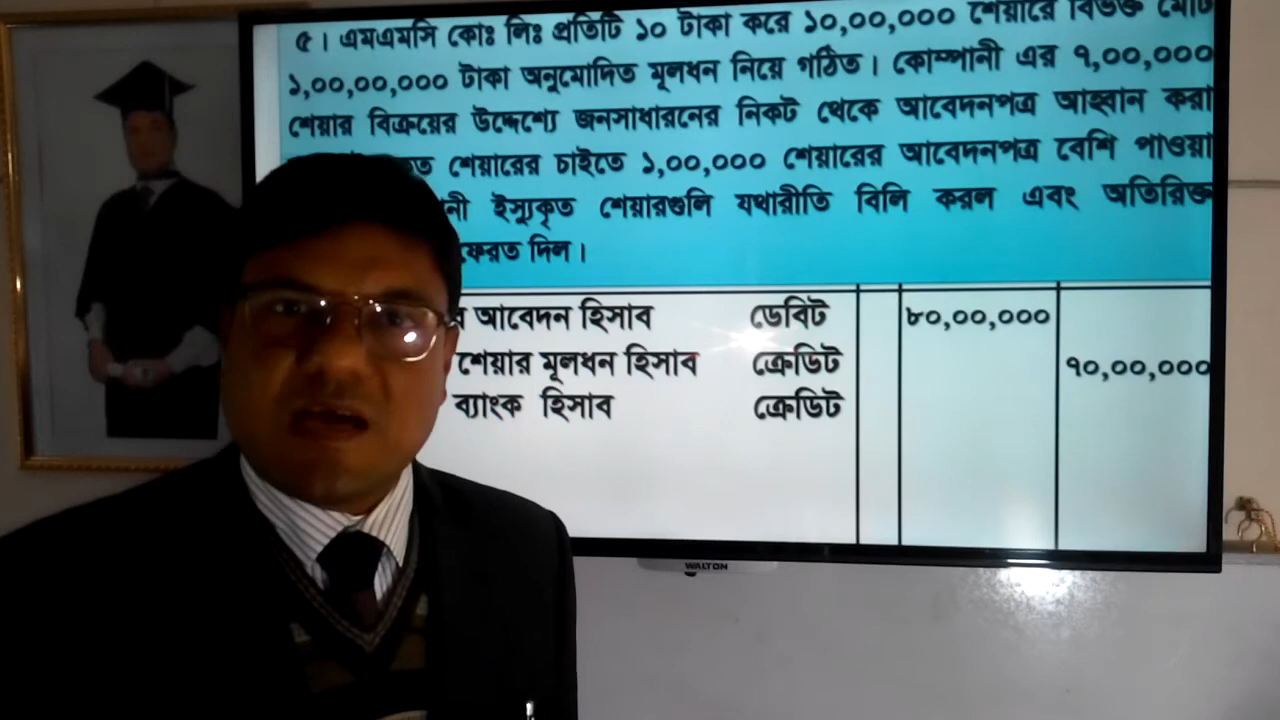 ৫। এমএমসি কোঃ লিঃ প্রতিটি ১০ টাকা করে ১০,০০,০০০ শেয়ারে বিভক্ত মোট
১,০০,০০,০০০ টাকা অনুমোদিত মূলধন নিয়ে গঠিত। কোম্পানী এর ৭,০০,০০০
শেয়ার বিক্রয়ের উদ্দেশ্যে জনসাধারনের নিকট থেকে আবেদনপত্র আহ্বান করা
ত শেয়ারের চাইতে ১,০০,০০০ শেয়ারের আবেদনপত্র বেশি পাওয়া
নী ইস্যুকৃত শেয়ারগুলি যথারীতি বিলি করল এবং অতিরিক্ত
ফেরত দিল।
আবেদন হিসাব ডেবিট ৮০,০০,০০০
শেয়ার মূলধন হিসাব ক্রেডিট ৭০,০০,০০০
ব্যাংক হিসাব ক্রেডিট
WALTON